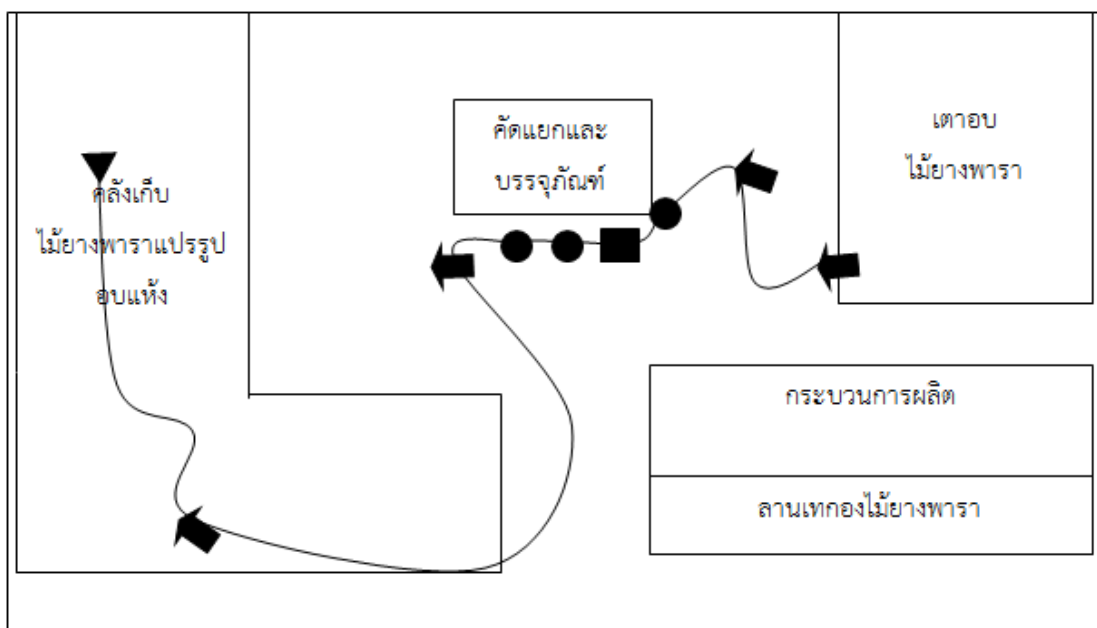 คัดแยกและ
บรรจุภัณฑ์
เตาอบ
ไม้ยางพารา
คลังเก็บ
ไม้ยางพาราแปรรูป
อบแห้ง
กระบวนการผลิต
ลานเทกองไม้ยางพารา